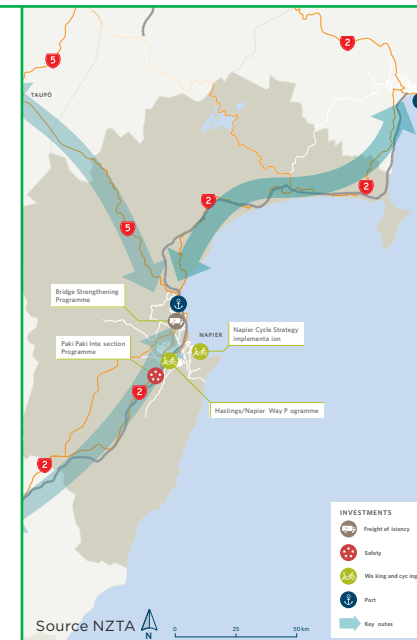 2
5
TAUPŌ
2
2
5
Bridge Strengthening
Programme
NAPIER
Napier Cycle Strategy
implementa ion
Paki Paki Inte section
Programme
2
Hastings/Napier Way P ogramme
2
INVESTMENTS
Freight ef iciency
Safety
Wa king and cyc ing
Port
Key outes
Source NZTA
N
0 25 50 km